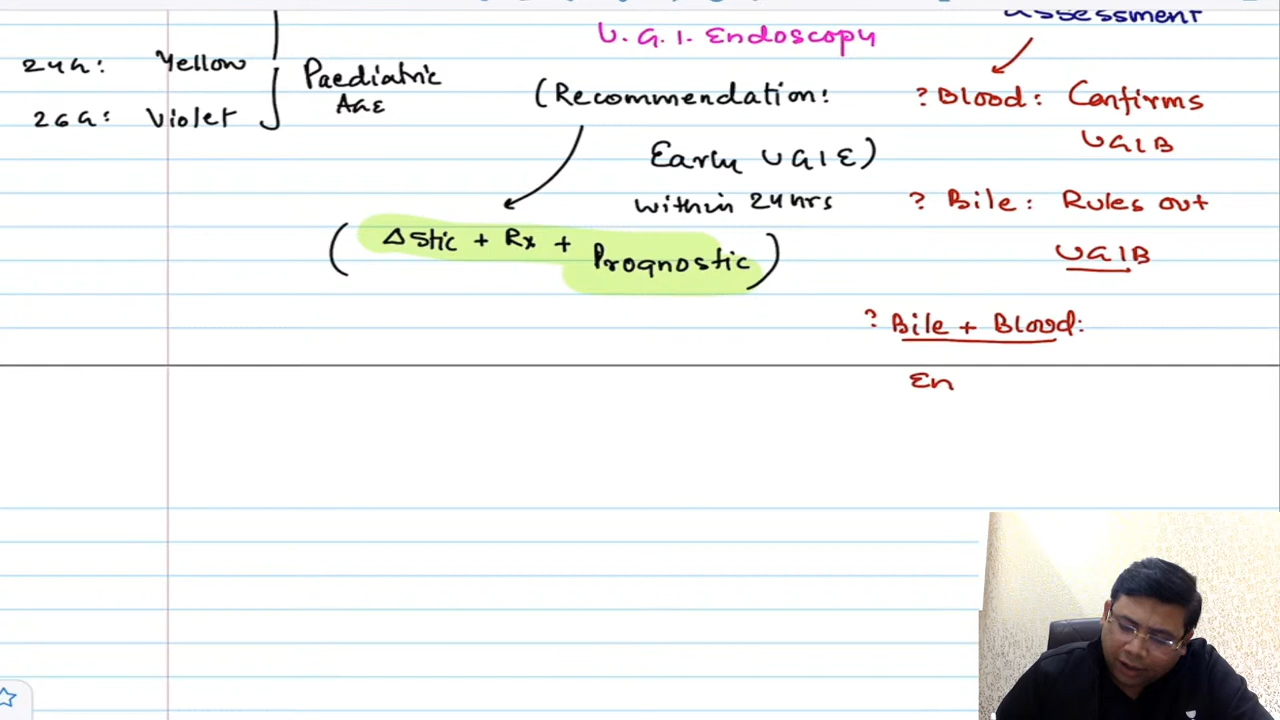 assessment
24G: Yellow
26G: Violet
Paediatric
AGE
U.G.I. Endoscopy
(Recommendation:
Early UGIE)
within 24hrs
(Δstic + Rx +
Prognostic)
? Blood: Confirms
UGIB
? Bile: Rules out
UGIB
? Bile + Blood:
En